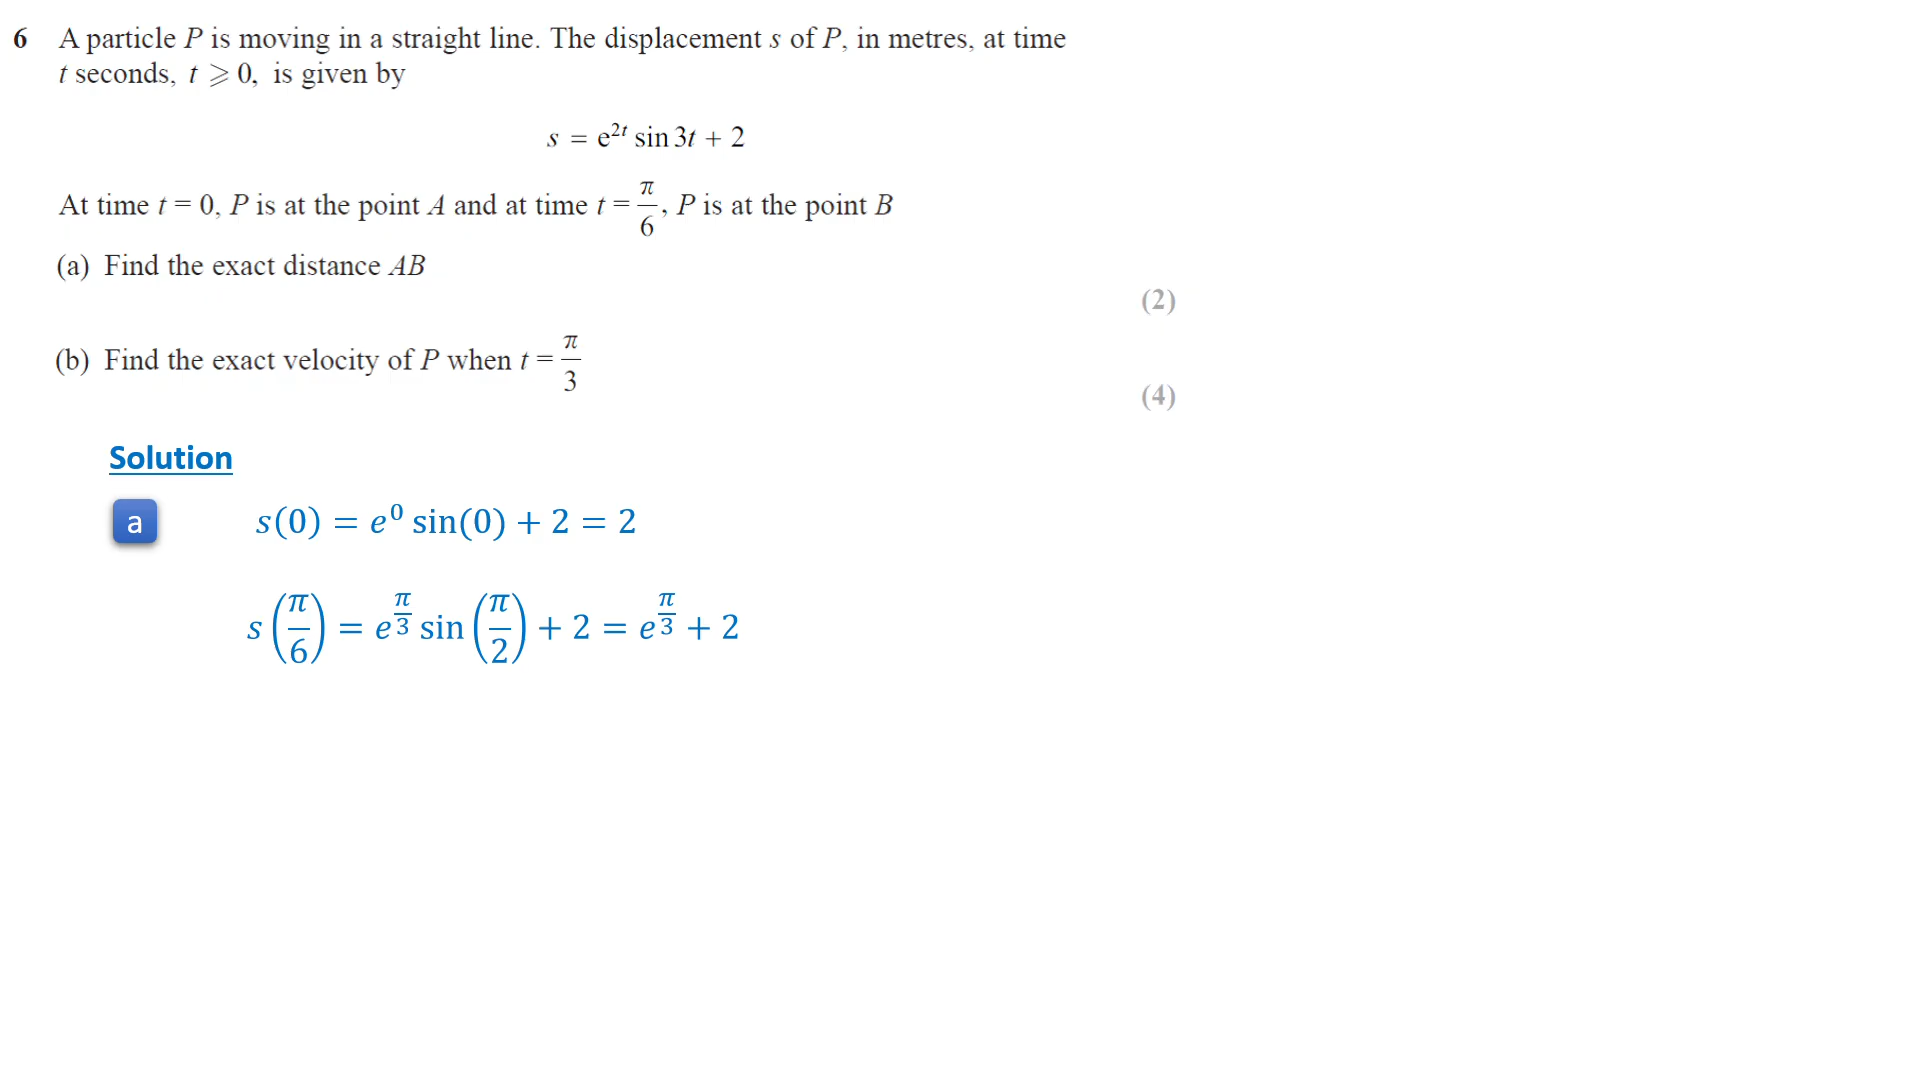 6 A particle P is moving in a straight line. The displacement s of P, in metres, at time
t seconds, t ⩾ 0, is given by
s = e^{2t} sin 3t + 2
At time t = 0, P is at the point A and at time t = π/6, P is at the point B
(a) Find the exact distance AB
(2)
(b) Find the exact velocity of P when t = π/3
(4)
Solution
a s(0) = e^0 sin(0) + 2 = 2
s(π/6) = e^{π/3} sin(π/2) + 2 = e^{π/3} + 2